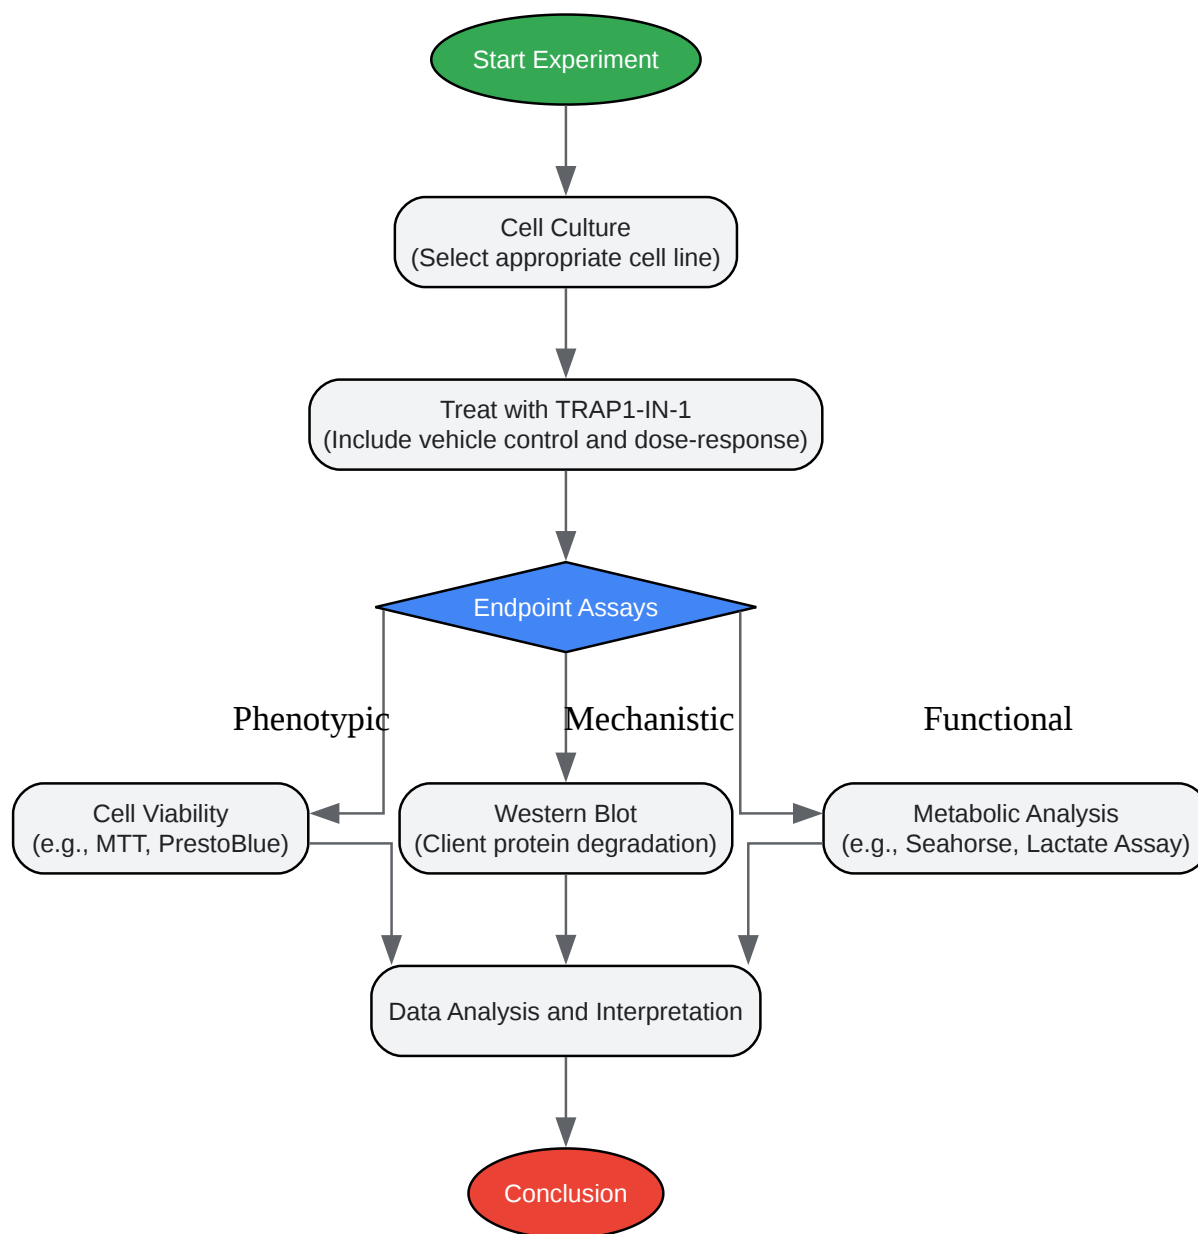 Start Experiment
Cell Culture
(Select appropriate cell line)
Treat with TRAP1-IN-1
(Include vehicle control and dose-response)
Endpoint Assays
Phenotypic
Mechanistic
Functional
Cell Viability
(e.g., MTT, PrestoBlue)
Western Blot
(Client protein degradation)
Metabolic Analysis
(e.g., Seahorse, Lactate Assay)
Data Analysis and Interpretation
Conclusion